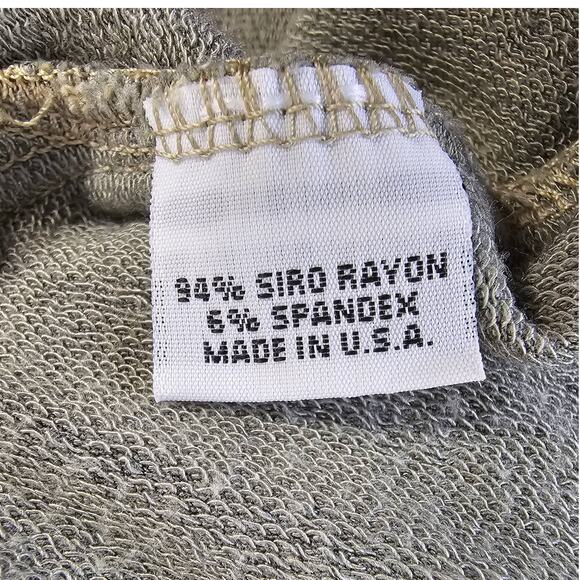 94% SIRO RAYON
6% SPANDEX
MADE IN U.S.A.